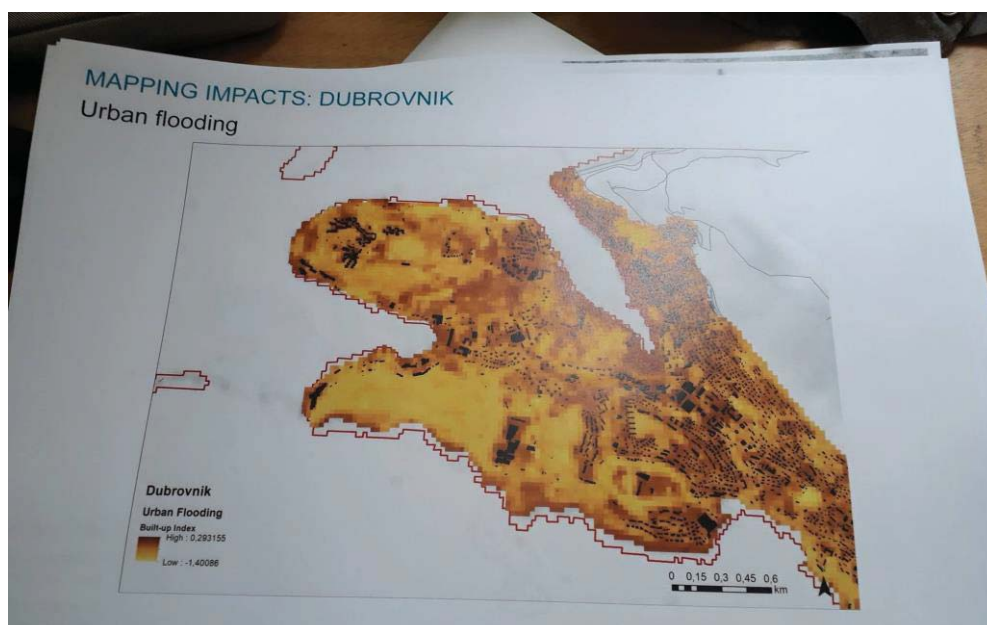 MAPPING IMPACTS: DUBROVNIK
Urban flooding
Dubrovnik
Urban Flooding
Built-up Index
High : 0,293155
Low : -1,40086
0 0,15 0,3 0,45 0,6
km